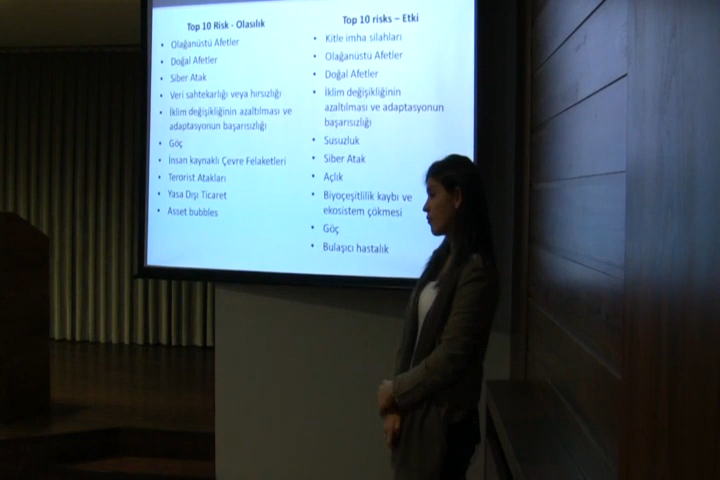 Top 10 Risk - Olasılık
• Olağanüstü Afetler
• Doğal Afetler
• Siber Atak
• Veri sahtekarlığı veya hırsızlığı
• İklim değişikliğinin azaltılması ve
adaptasyonun başarısızlığı
• Göç
• İnsan kaynaklı Çevre Felaketleri
• Terorist Atakları
• Yasa Dışı Ticaret
• Asset bubbles
Top 10 risks – Etki
• Kitle imha silahları
• Olağanüstü Afetler
• Doğal Afetler
• İklim değişikliğinin
azaltılması ve adaptasyonun
başarısızlığı
• Susuzluk
• Siber Atak
• Açlık
• Biyoçeşitlilik kaybı ve
ekosistem çökmesi
• Göç
• Bulaşıcı hastalık